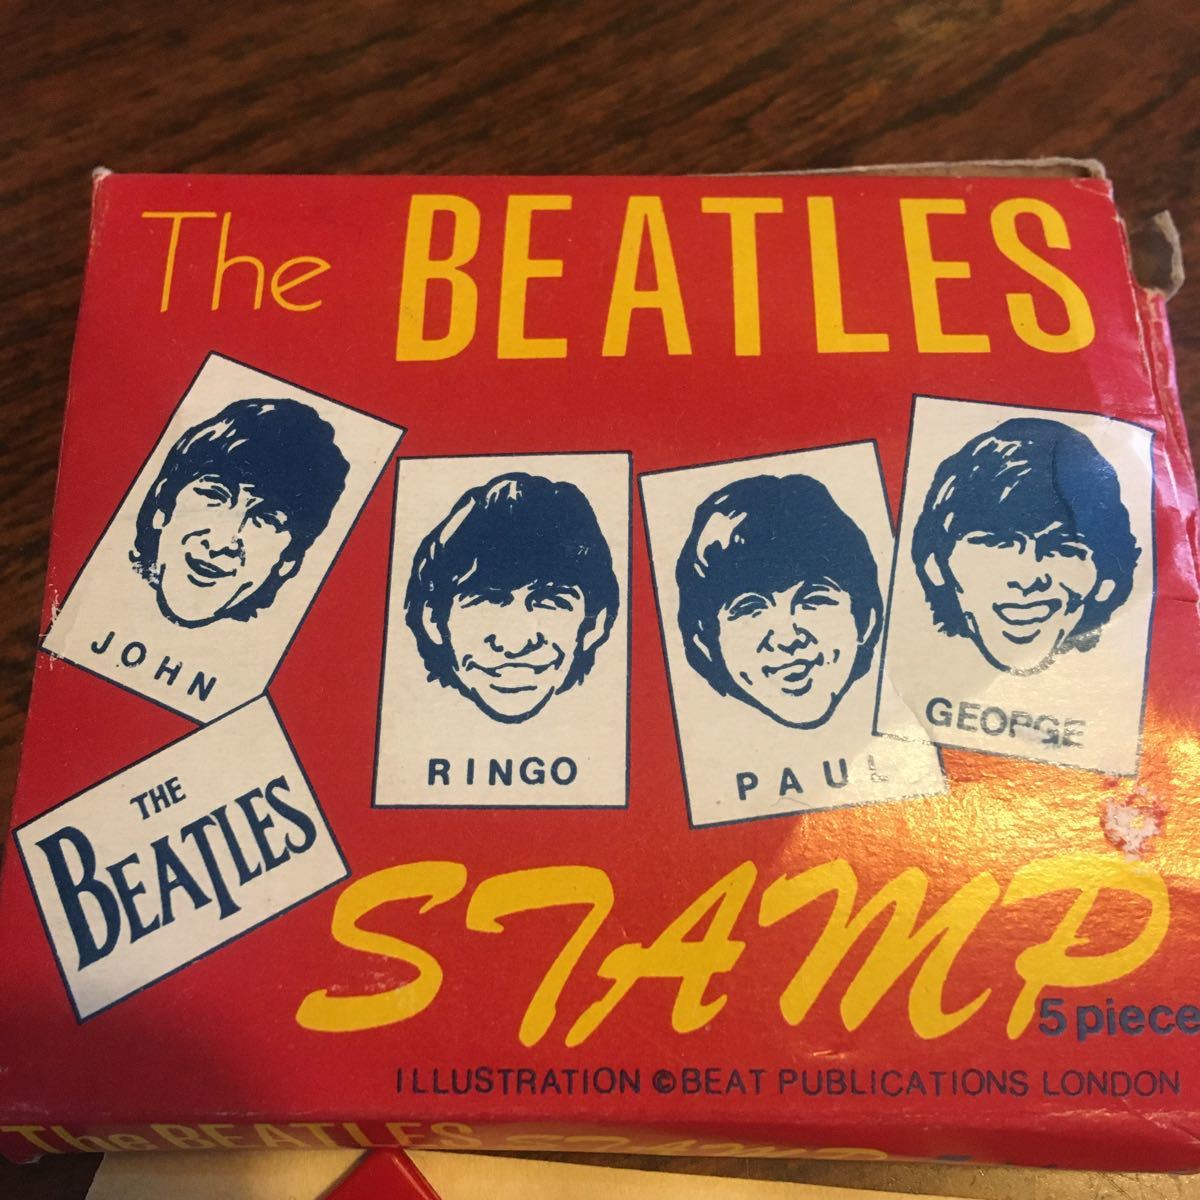 The BEATLES
JOHN
RINGO
PAUL
GEORGE
THE
BEATLES
STAMP
5 piece
ILLUSTRATION ©BEAT PUBLICATIONS LONDON
The BEATLES STAMP